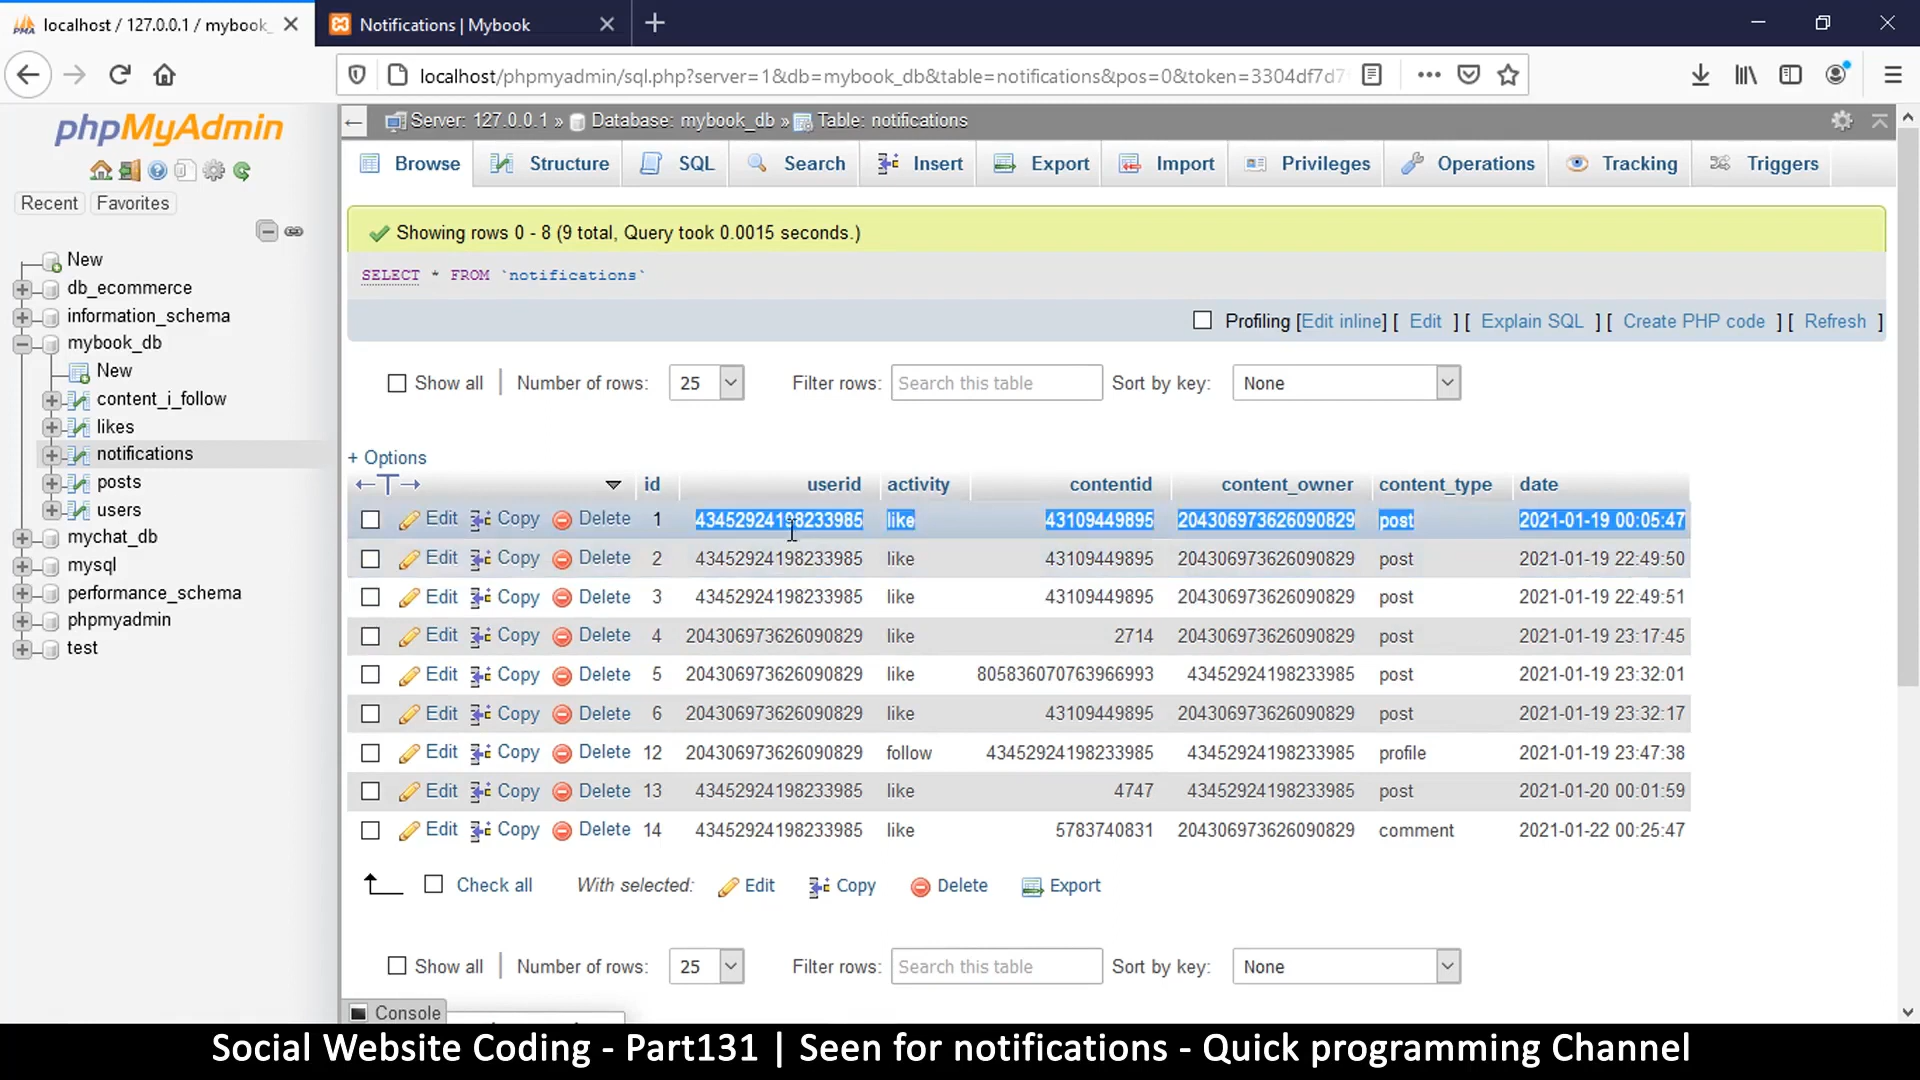 localhost / 127.0.0.1 / mybook_
Notifications | Mybook
localhost/phpmyadmin/sql.php?server=1&db=mybook_db&table=notifications&pos=0&token=3304df7d7
phpMyAdmin
Recent Favorites
New
db_ecommerce
information_schema
mybook_db
New
content_i_follow
likes
notifications
posts
users
mychat_db
mysql
performance_schema
phpmyadmin
test
Server: 127.0.0.1 » Database: mybook_db » Table: notifications
Browse Structure SQL Search Insert Export Import Privileges Operations Tracking Triggers
Showing rows 0 - 8 (9 total, Query took 0.0015 seconds.)
SELECT * FROM `notifications`
Profiling [Edit inline] [ Edit ] [ Explain SQL ] [ Create PHP code ] [ Refresh ]
Show all | Number of rows: 25 Filter rows: Search this table Sort by key: None
+ Options
←T→ id userid activity contentid content_owner content_type date
Edit Copy Delete 1 43452924198233985 like 43109449895 204306973626090829 post 2021-01-19 00:05:47
Edit Copy Delete 2 43452924198233985 like 43109449895 204306973626090829 post 2021-01-19 22:49:50
Edit Copy Delete 3 43452924198233985 like 43109449895 204306973626090829 post 2021-01-19 22:49:51
Edit Copy Delete 4 204306973626090829 like 2714 204306973626090829 post 2021-01-19 23:17:45
Edit Copy Delete 5 204306973626090829 like 805836070763966993 43452924198233985 post 2021-01-19 23:32:01
Edit Copy Delete 6 204306973626090829 like 43109449895 204306973626090829 post 2021-01-19 23:32:17
Edit Copy Delete 12 204306973626090829 follow 43452924198233985 43452924198233985 profile 2021-01-19 23:47:38
Edit Copy Delete 13 43452924198233985 like 4747 43452924198233985 post 2021-01-20 00:01:59
Edit Copy Delete 14 43452924198233985 like 5783740831 204306973626090829 comment 2021-01-22 00:25:47
Check all With selected: Edit Copy Delete Export
Show all | Number of rows: 25 Filter rows: Search this table Sort by key: None
Console
Social Website Coding - Part131 | Seen for notifications - Quick programming Channel